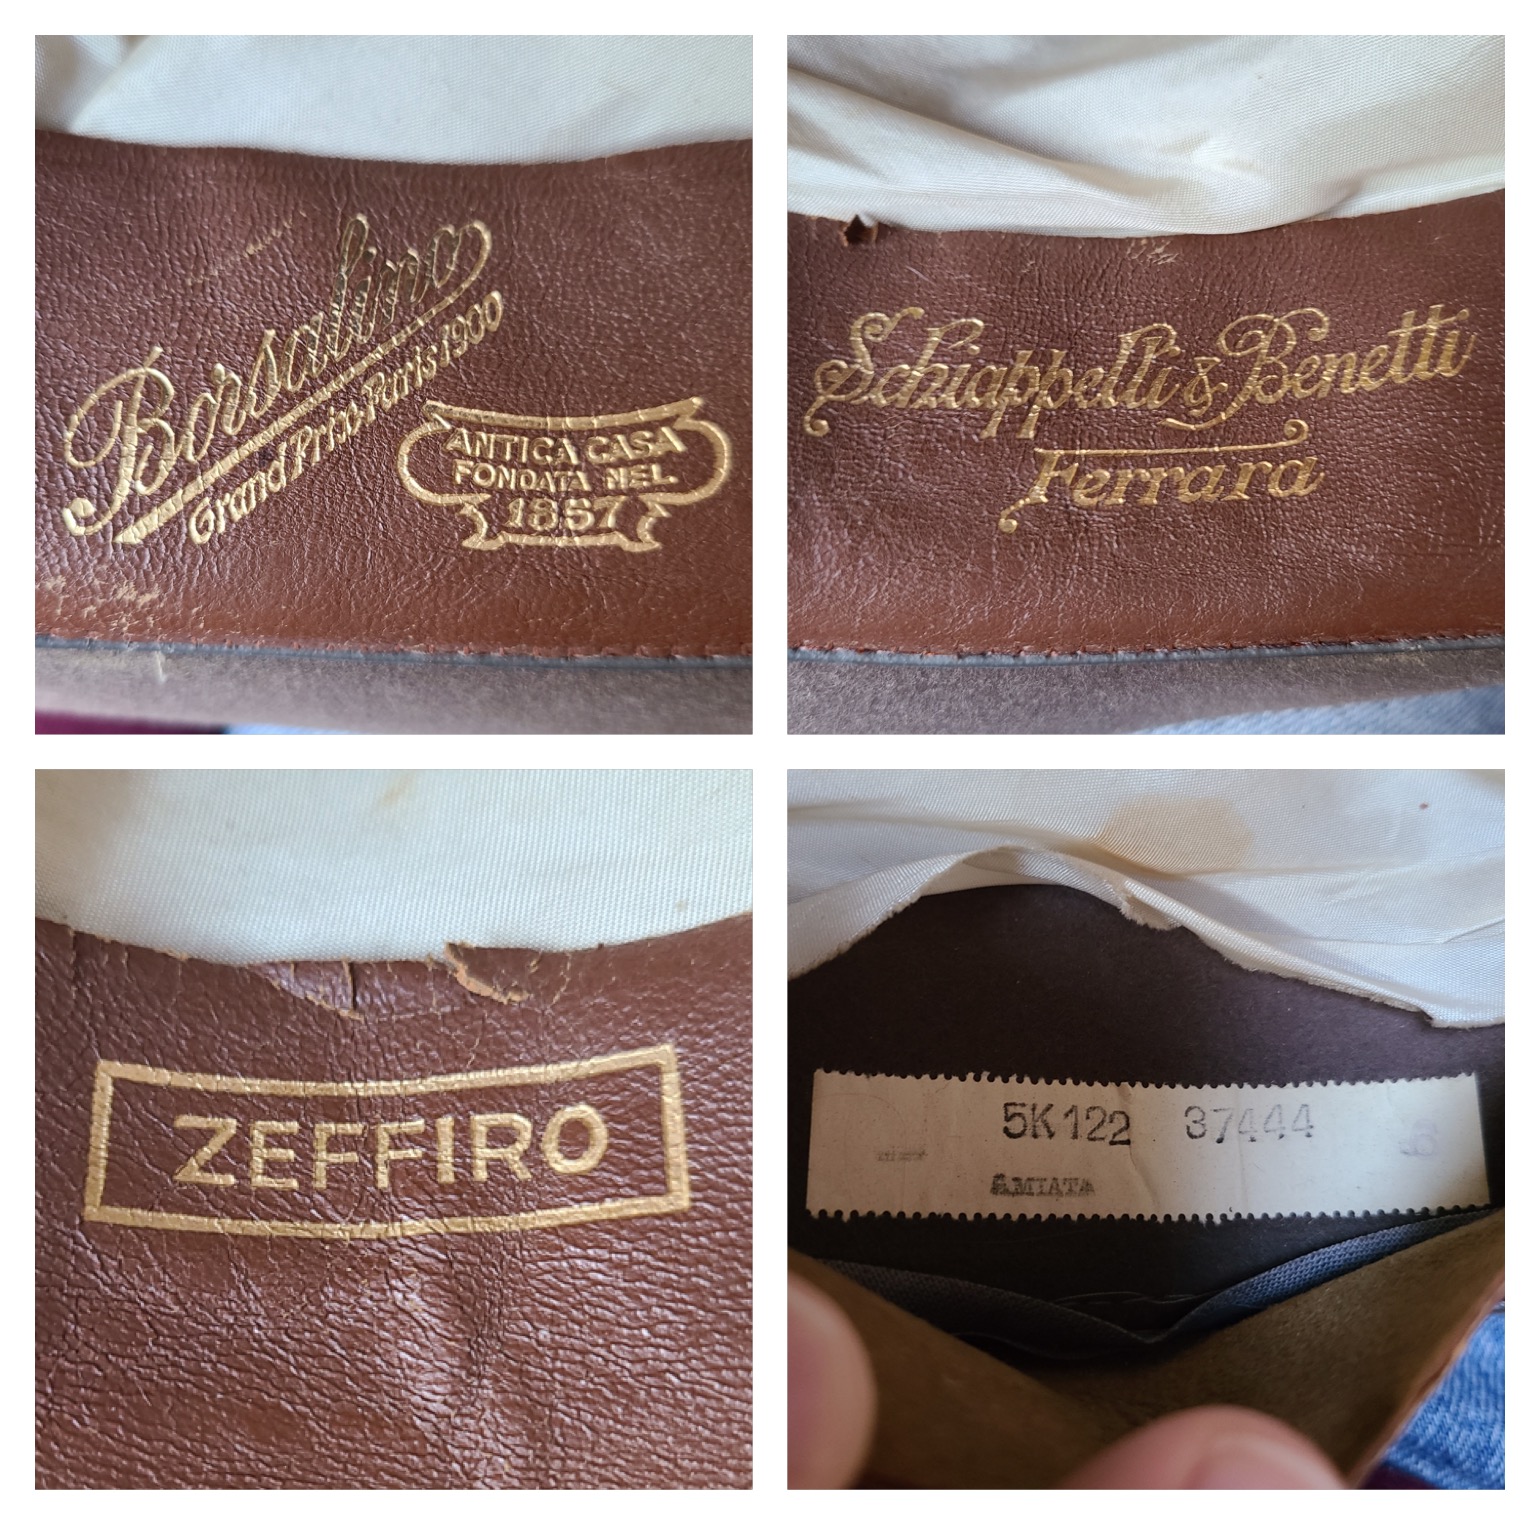 Borsalino
Grand Prix Paris 1900
ANTICA CASA
FONDATA NEL
1857
Schiappelli & Benetti
Ferrara
ZEFFIRO
5K122 37444
AMIATA